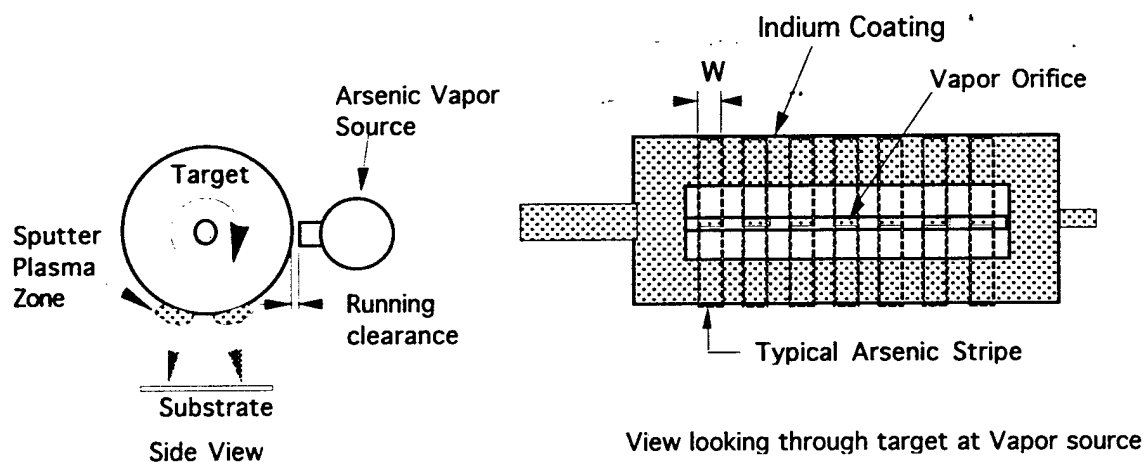 Target
Arsenic Vapor
Source
Sputter
Plasma
Zone
Running
clearance
Substrate
Side View
Indium Coating
W
Vapor Orifice
Typical Arsenic Stripe
View looking through target at Vapor source